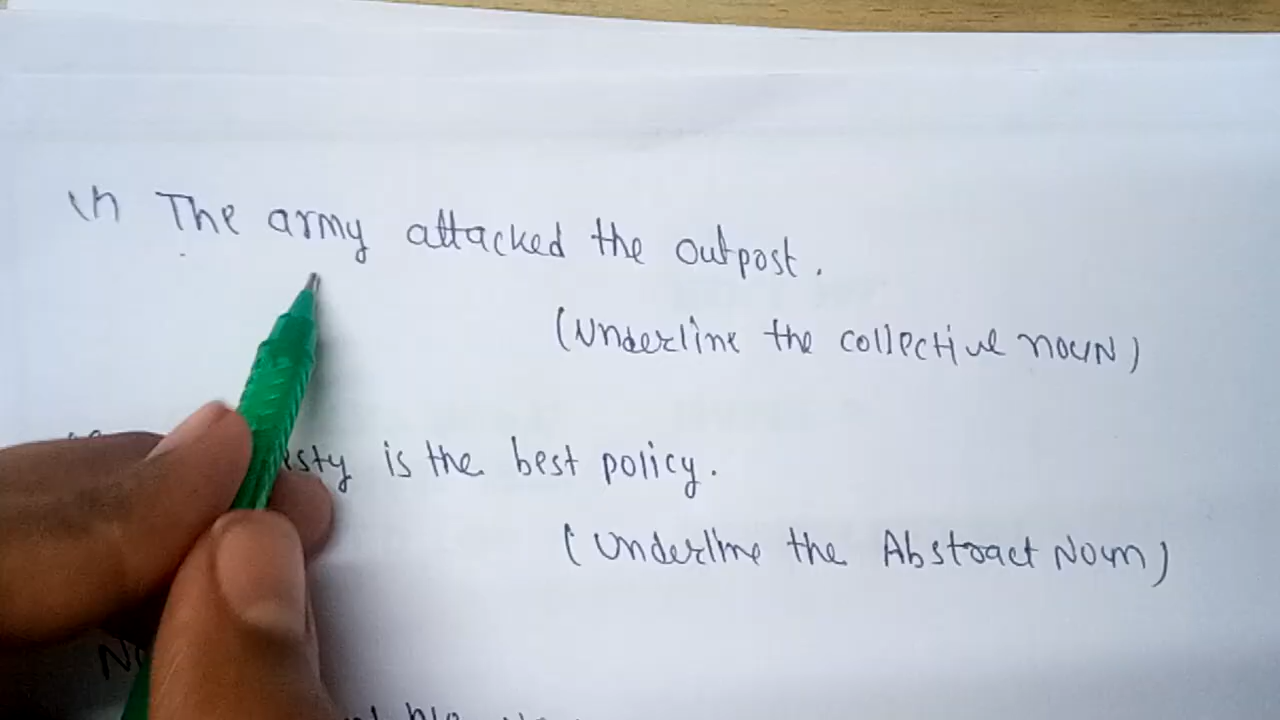 The army attacked the outpost.
(Underline the collective noun)
is the best policy.
(Underline the Abstract Noun)